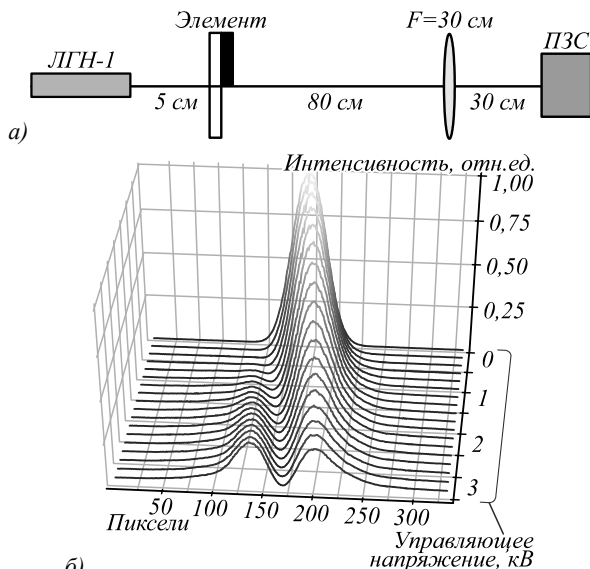 Элемент
F=30 см
ПЗС
ЛГН-1
5 см
80 см
30 см
а)
Интенсивность, отн.ед.
1,00
0,75
0,50
0,25
0
1
2
3
50
100
150
200
250
300
Пиксели
Управляющее
напряжение, кВ
б)